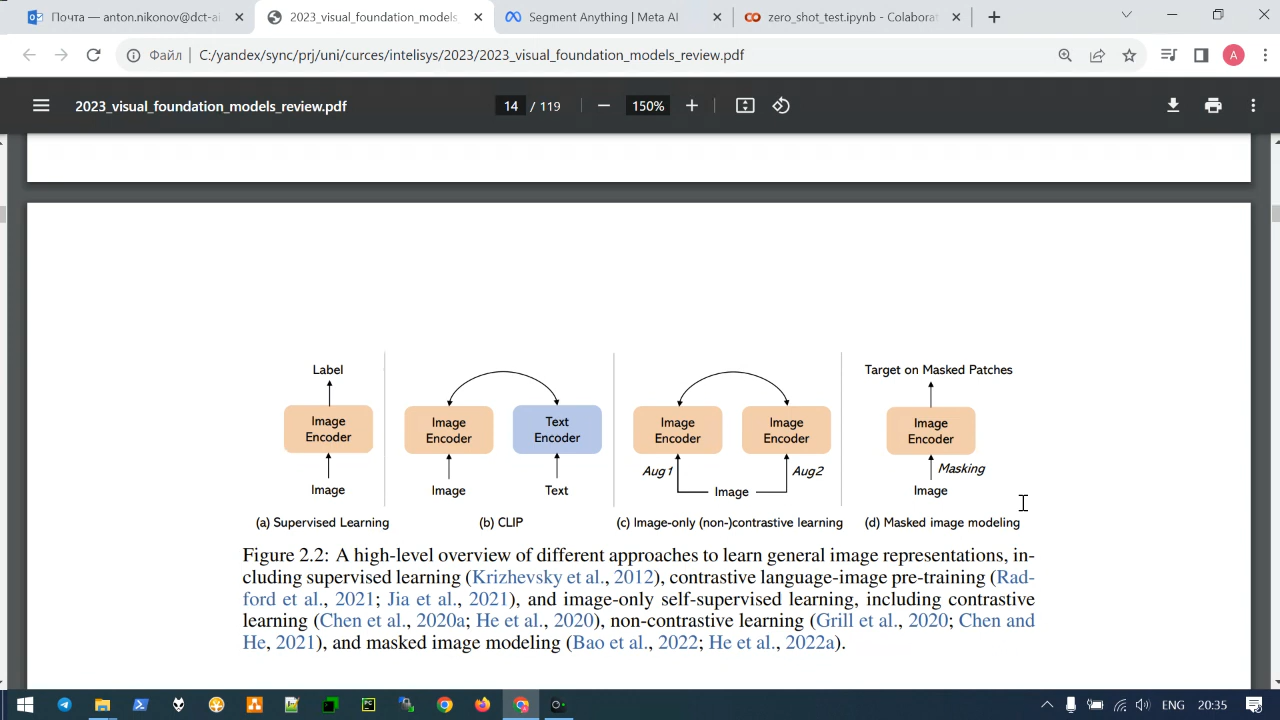 Почта — anton.nikonov@dct-ai
2023_visual_foundation_models
Segment Anything | Meta AI
zero_shot_test.ipynb - Colaborat
Файл
C:/yandex/sync/prj/uni/curces/intelisys/2023/2023_visual_foundation_models_review.pdf
A
2023_visual_foundation_models_review.pdf
14 / 119
150%
Label
Image Encoder
Image
(a) Supervised Learning
Image Encoder
Text Encoder
Image
Text
(b) CLIP
Image Encoder
Image Encoder
Aug1
Aug2
Image
(c) Image-only (non-)contrastive learning
Target on Masked Patches
Image Encoder
Masking
Image
(d) Masked image modeling
Figure 2.2: A high-level overview of different approaches to learn general image representations, in-
cluding supervised learning (Krizhevsky et al., 2012), contrastive language-image pre-training (Rad-
ford et al., 2021; Jia et al., 2021), and image-only self-supervised learning, including contrastive
learning (Chen et al., 2020a; He et al., 2020), non-contrastive learning (Grill et al., 2020; Chen and
He, 2021), and masked image modeling (Bao et al., 2022; He et al., 2022a).
PC
ENG
20:35